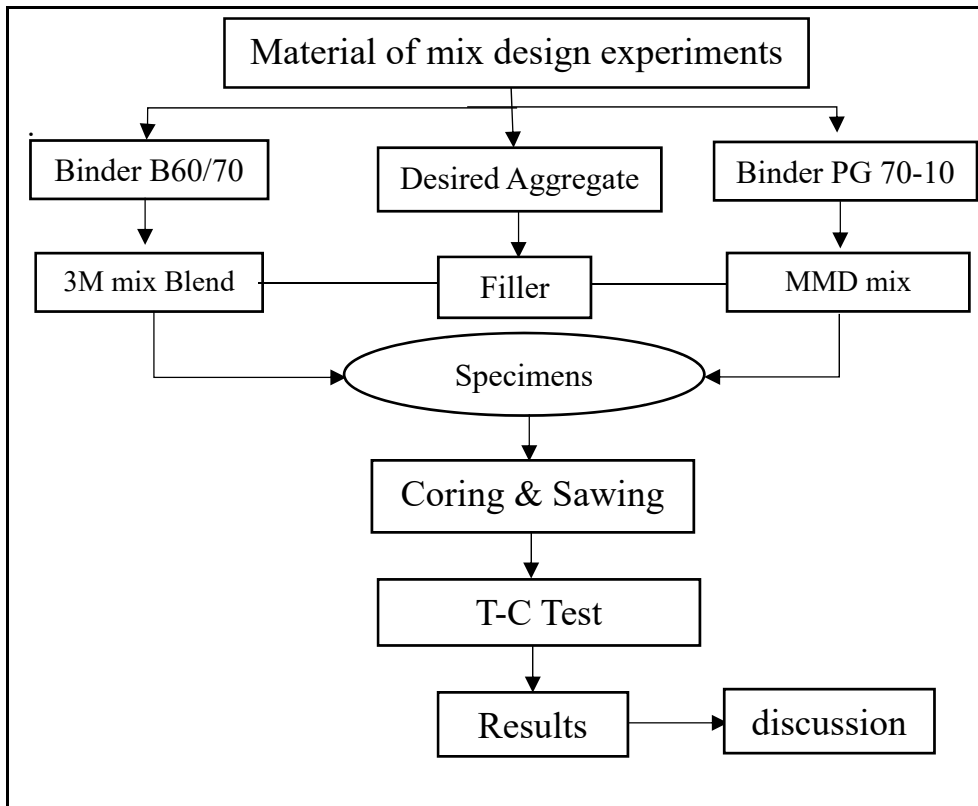 Material of mix design experiments
Binder B60/70
Desired Aggregate
Binder PG 70-10
3M mix Blend
Filler
MMD mix
Specimens
Coring & Sawing
T-C Test
Results
discussion